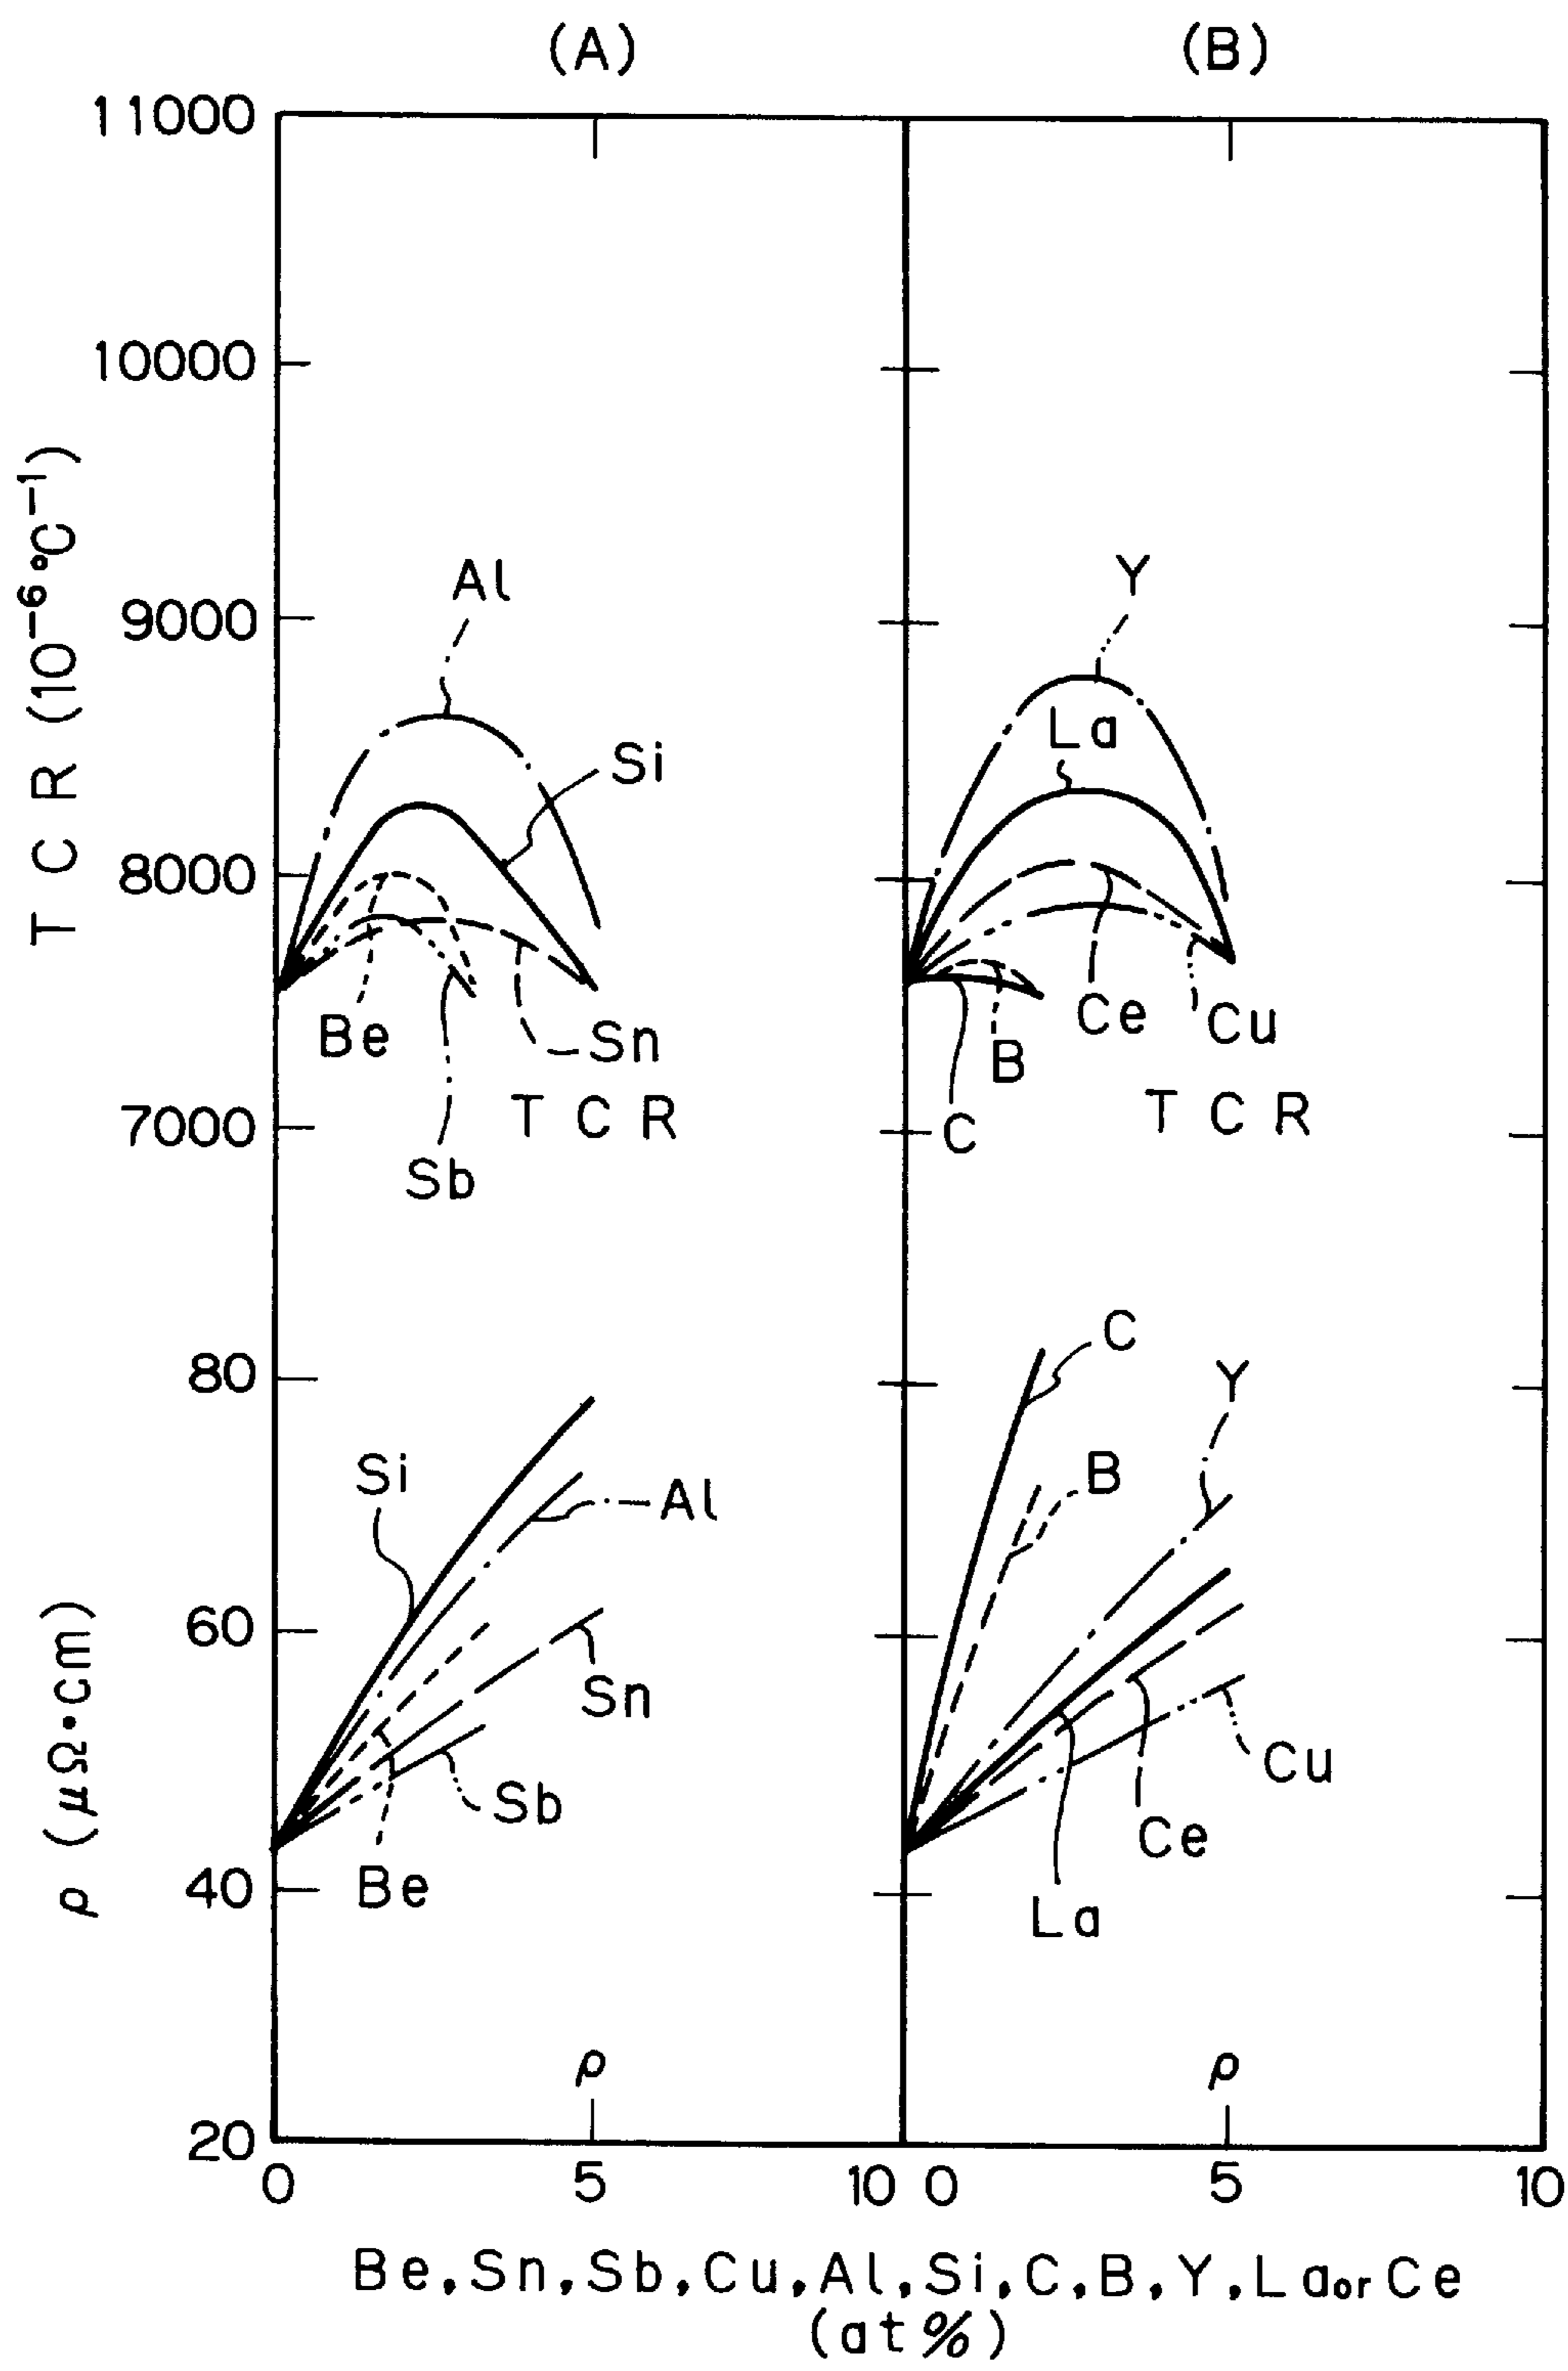 (A)
(B)
11000
10000
9000
8000
7000
80
60
40
20
T C R (10⁻⁶ °C⁻¹)
ρ (μΩ·cm)
Al
Si
Be
Sn
Sb
T C R
Y
La
Ce
Cu
B
C
T C R
Si
Al
Sn
Sb
Be
ρ
C
Y
B
Cu
Ce
La
ρ
0
5
10
0
5
10
Be, Sn, Sb, Cu, Al, Si, C, B, Y, La or Ce
(at%)